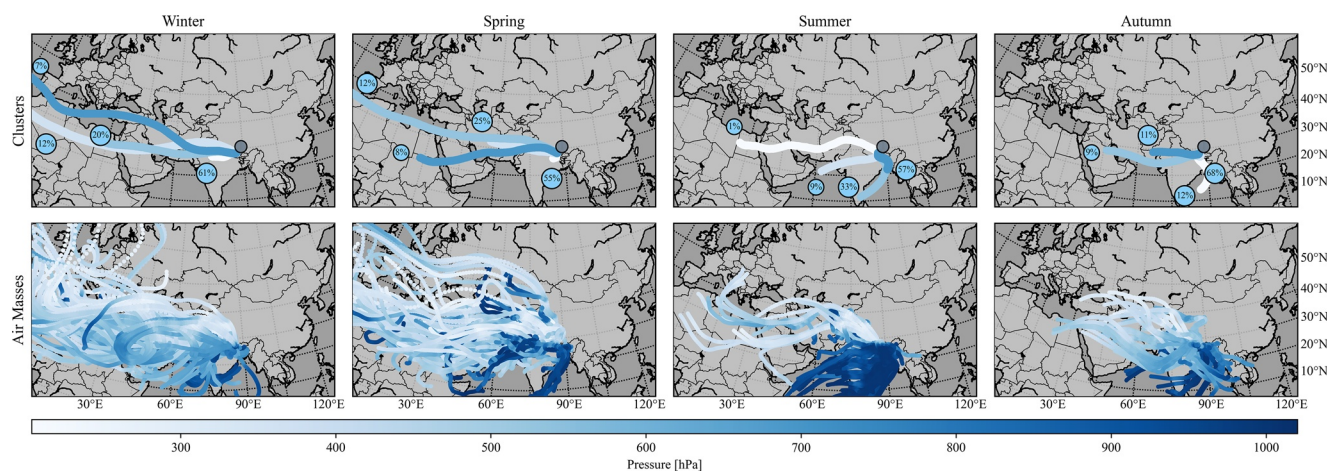 Winter
Spring
Summer
Autumn
Clusters
7%
12%
20%
61%
12%
25%
8%
55%
1%
9%
33%
57%
11%
9%
68%
12%
50°N
40°N
30°N
20°N
10°N
Air Masses
50°N
40°N
30°N
20°N
10°N
30°E
60°E
90°E
120°E
30°E
60°E
90°E
120°E
30°E
60°E
90°E
120°E
30°E
60°E
90°E
120°E
300
400
500
600
700
800
900
1000
Pressure [hPa]